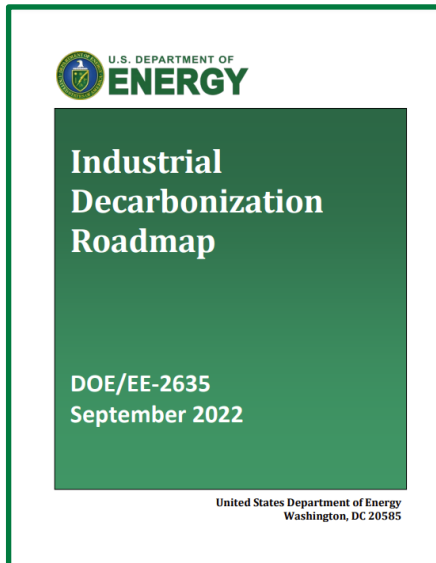 U.S. DEPARTMENT OF
ENERGY
Industrial
Decarbonization
Roadmap
DOE/EE-2635
September 2022
United States Department of Energy
Washington, DC 20585